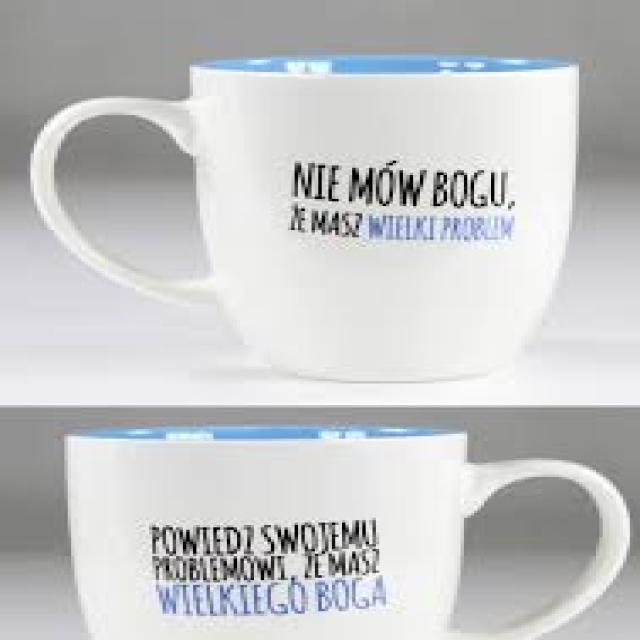 NIE MÓW BOGU,
ŻE MASZ WIELKI PROBLEM
POWIEDZ SWOJEMU
PROBLEMOWI, ŻE MASZ
WIELKIEGO BOGA